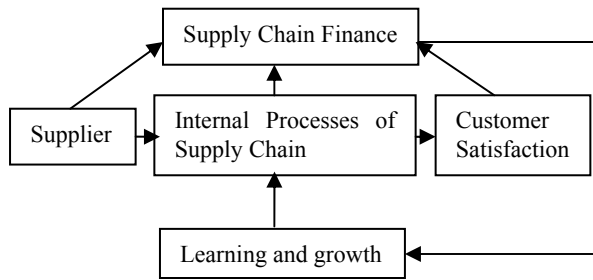 Supply Chain Finance
Supplier
Internal Processes of
Supply Chain
Customer
Satisfaction
Learning and growth